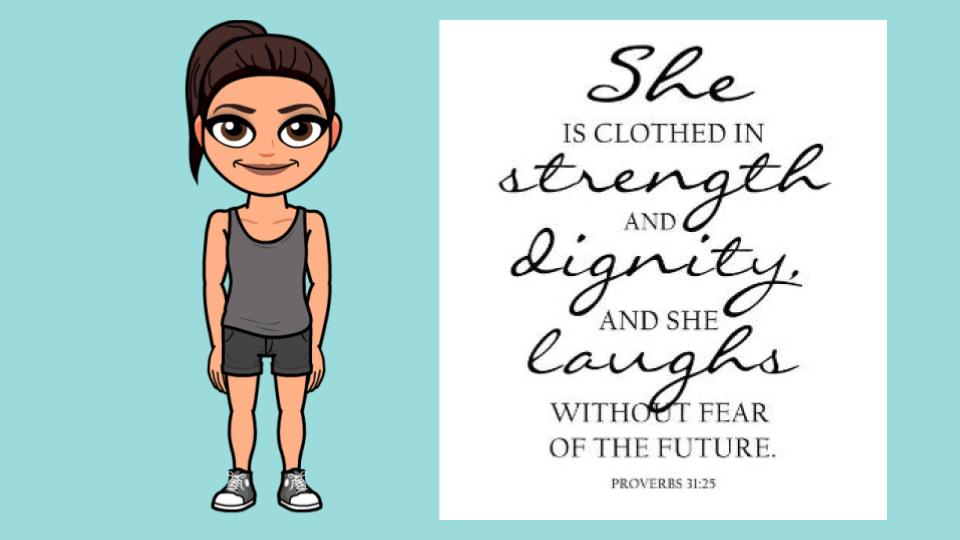 She
IS CLOTHED IN
strength
AND
dignity,
AND SHE
laughs
WITHOUT FEAR
OF THE FUTURE.
PROVERBS 31:25